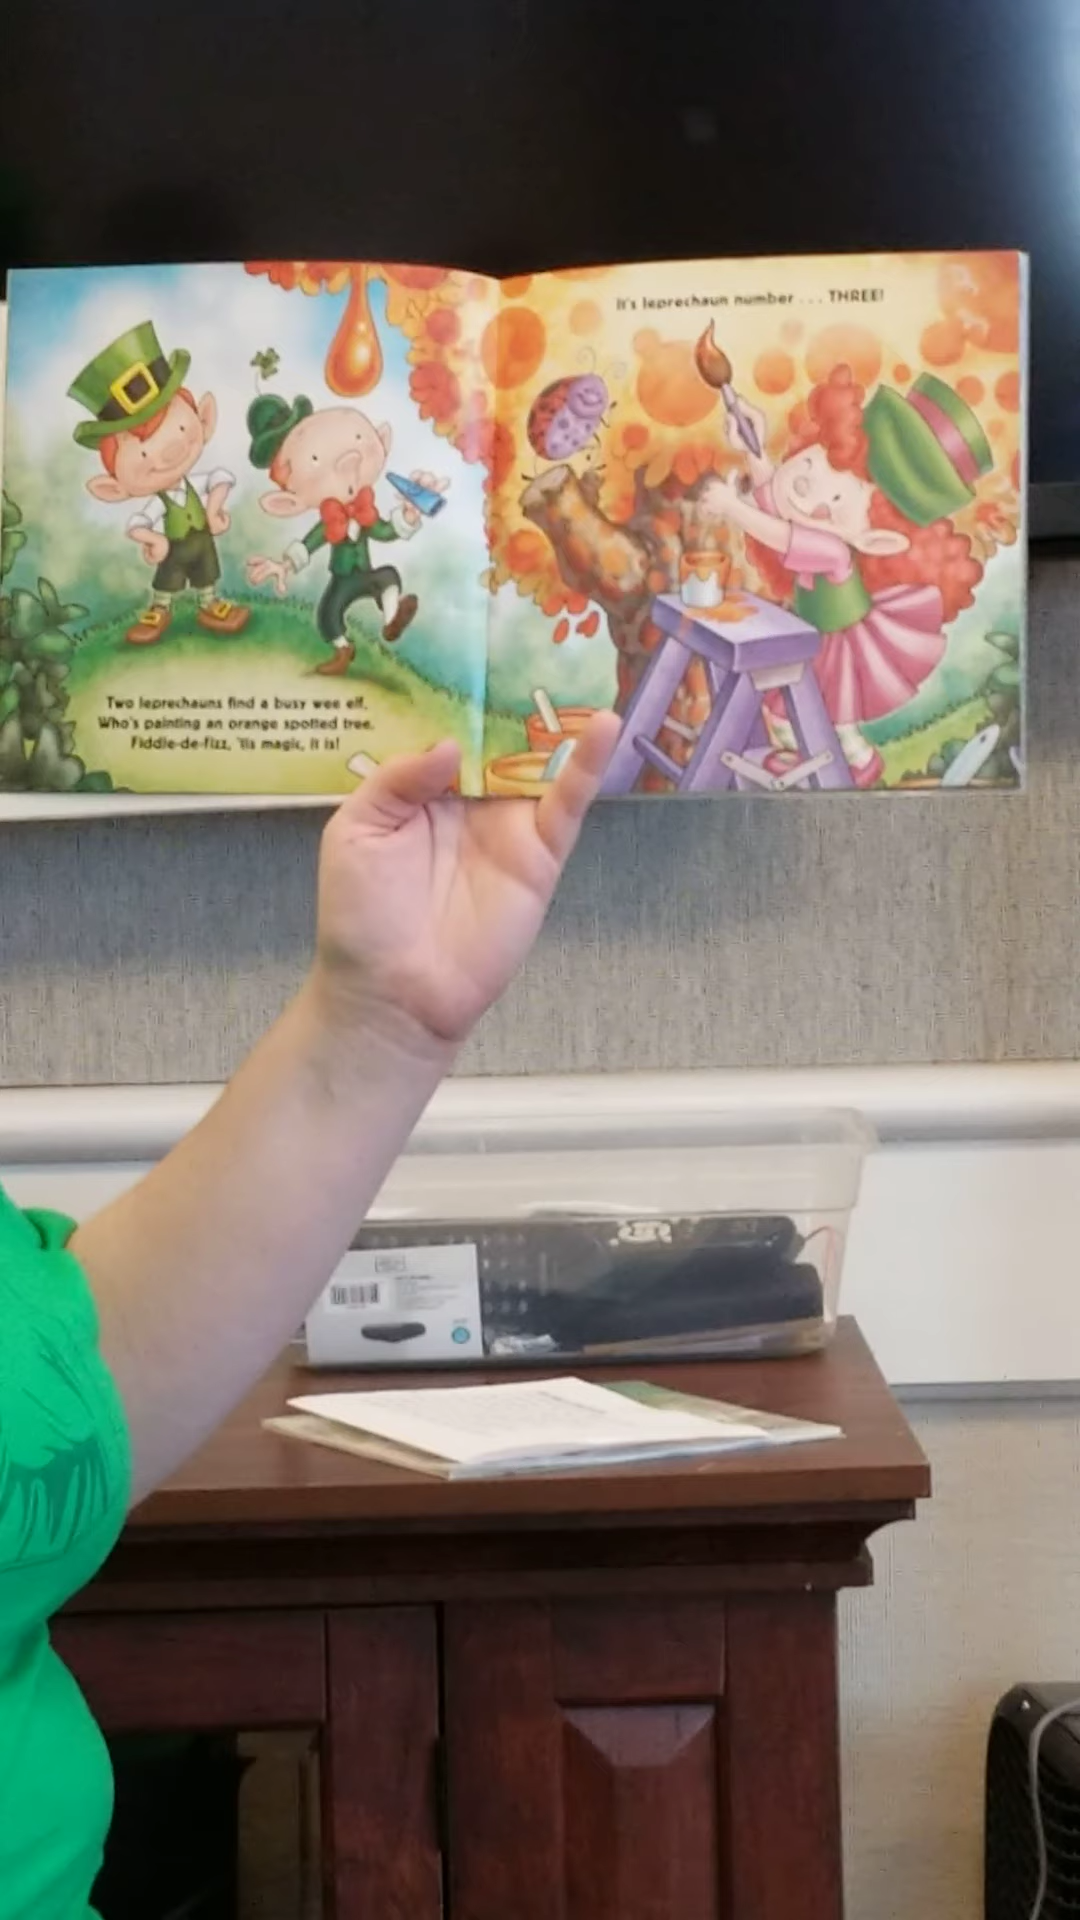 Two leprechauns find a busy wee elf,
Who's painting an orange spotted tree.
Fiddle-de-fizz, 'tis magic, it is!
It's leprechaun number . . . THREE!